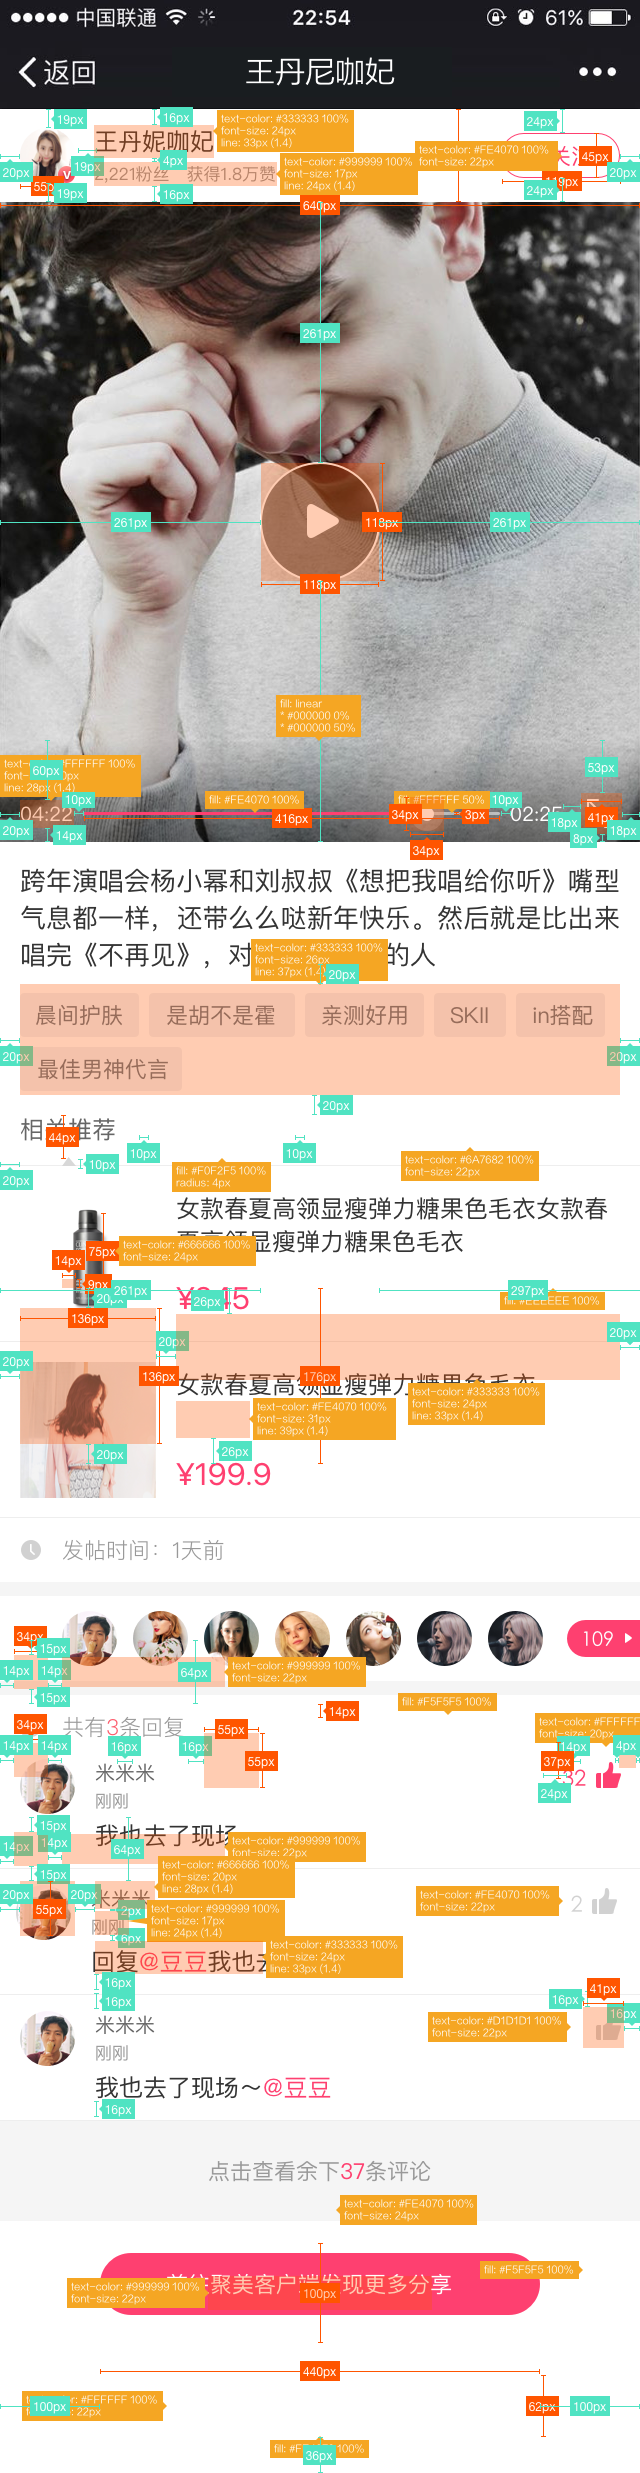 中国联通
22:54
61%
返回
王丹尼咖妃
19px
16px
text-color: #333333 100%
font-size: 24px
line: 33px (1.4)
24px
王丹妮咖妃
4px
19px
20px
55px
2,221粉丝 获得1.8万赞
text-color: #999999 100%
font-size: 17px
line: 24px (1.4)
text-color: #FE4070 100%
font-size: 22px
45px
20px
119px
19px
16px
24px
640px
261px
261px
118px
261px
118px
fill: linear
* #000000 0%
* #000000 50%
60px
line: 28px (1.4)
53px
10px
fill: #FE4070 100%
10px
04:22
416px
34px
3px
02:25
18px
41px
20px
14px
8px
18px
34px
跨年演唱会杨小幂和刘叔叔《想把我唱给你听》嘴型
气息都一样，还带么么哒新年快乐。然后就是比出来
唱完《不再见》，对
的人
text-color: #333333 100%
font-size: 26px
line: 37px (1.4)
20px
晨间护肤
是胡不是霍
亲测好用
SKII
in搭配
20px
20px
最佳男神代言
20px
相关推荐
44px
10px
10px
10px
20px
fill: #F0F2F5 100%
radius: 4px
text-color: #6A7682 100%
font-size: 22px
女款春夏高领显瘦弹力糖果色毛衣女款春
夏高领显瘦弹力糖果色毛衣
text-color: #666666 100%
font-size: 24px
75px
14px
9px
20px
261px
26px
297px
fill: #EEEEEE 100%
136px
20px
20px
20px
136px
176px
女款春夏高领显瘦弹力糖果色毛衣
text-color: #333333 100%
font-size: 24px
line: 33px (1.4)
text-color: #FE4070 100%
font-size: 31px
line: 39px (1.4)
20px
26px
¥199.9
发帖时间：1天前
34px
15px
109
14px
14px
64px
text-color: #999999 100%
font-size: 22px
15px
fill: #F5F5F5 100%
14px
34px
共有3条回复
55px
14px
14px
16px
16px
55px
font-size: 20px
14px
4px
37px
24px
32
米米米
刚刚
15px
我也去了现场
14px
14px
64px
text-color: #999999 100%
font-size: 22px
15px
text-color: #666666 100%
font-size: 20px
line: 28px (1.4)
20px
20px
米米米
55px
2px
text-color: #999999 100%
font-size: 17px
line: 24px (1.4)
text-color: #FE4070 100%
font-size: 22px
2
刚刚
6px
回复@豆豆我也去
text-color: #333333 100%
font-size: 24px
line: 33px (1.4)
16px
16px
41px
16px
16px
text-color: #D1D1D1 100%
font-size: 22px
米米米
刚刚
我也去了现场～@豆豆
16px
点击查看余下37条评论
text-color: #FE4070 100%
font-size: 24px
fill: #F5F5F5 100%
前往聚美客户端发现更多分享
text-color: #999999 100%
font-size: 22px
100px
440px
100px
62px
100px
36px